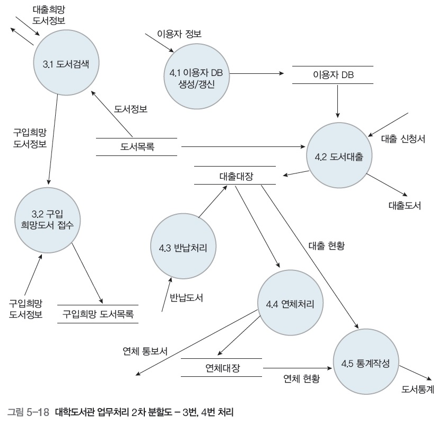 대출희망
도서정보
이용자 정보
3.1 도서검색
4.1 이용자 DB
생성/갱신
이용자 DB
도서정보
구입희망
도서정보
대출 신청서
도서목록
4.2 도서대출
대출대장
대출도서
3.2 구입
희망도서 접수
4.3 반납처리
대출 현황
구입희망
도서정보
반납도서
4.4 연체처리
구입희망 도서목록
연체 통보서
4.5 통계작성
연체대장
연체 현황
도서통계
그림 5-18 대학도서관 업무처리 2차 분할도 – 3번, 4번 처리